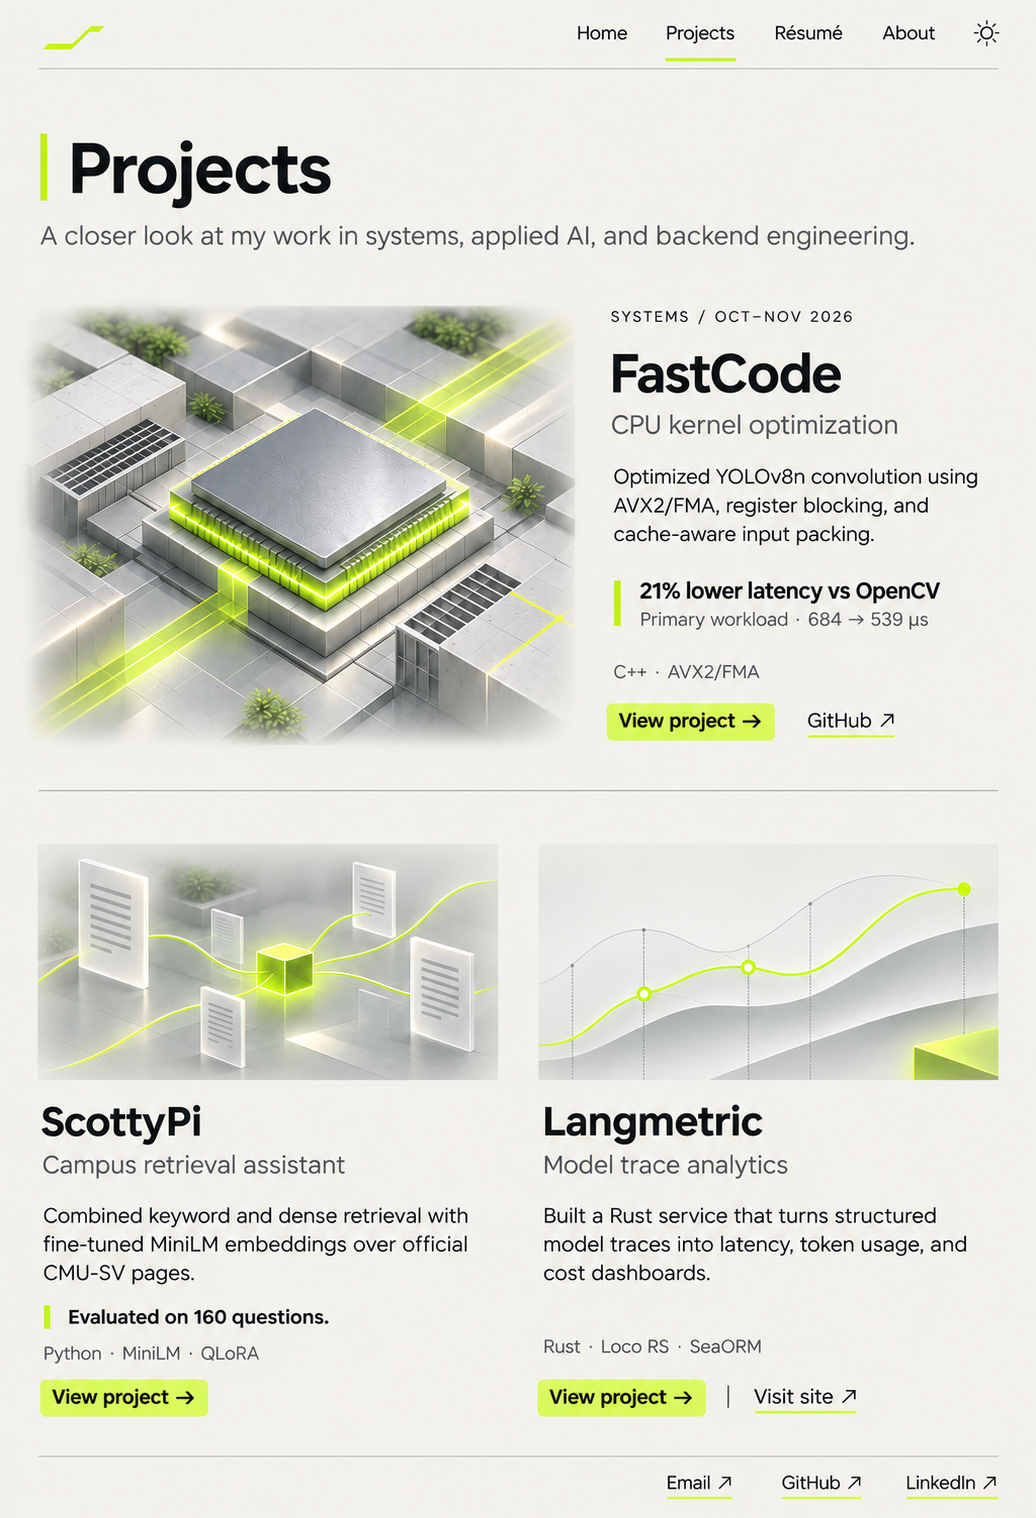 Home
Projects
Résumé
About
Projects
A closer look at my work in systems, applied AI, and backend engineering.
SYSTEMS / OCT–NOV 2026
FastCode
CPU kernel optimization
Optimized YOLOv8n convolution using
AVX2/FMA, register blocking, and
cache-aware input packing.
21% lower latency vs OpenCV
Primary workload · 684 → 539 μs
C++ · AVX2/FMA
View project →
GitHub ↗
ScottyPi
Campus retrieval assistant
Combined keyword and dense retrieval with
fine-tuned MiniLM embeddings over official
CMU-SV pages.
Evaluated on 160 questions.
Python · MiniLM · QLoRA
View project →
Langmetric
Model trace analytics
Built a Rust service that turns structured
model traces into latency, token usage, and
cost dashboards.
Rust · Loco RS · SeaORM
View project →
Visit site ↗
Email ↗
GitHub ↗
LinkedIn ↗